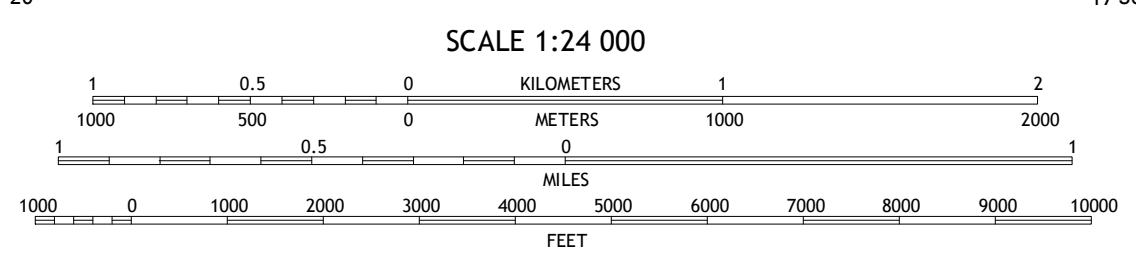 SCALE 1:24 000
1 0.5 0 KILOMETERS 1 2
1000 500 0 METERS 1000 2000
1 0.5 0 1
MILES
1000 0 1000 2000 3000 4000 5000 6000 7000 8000 9000 10000
FEET